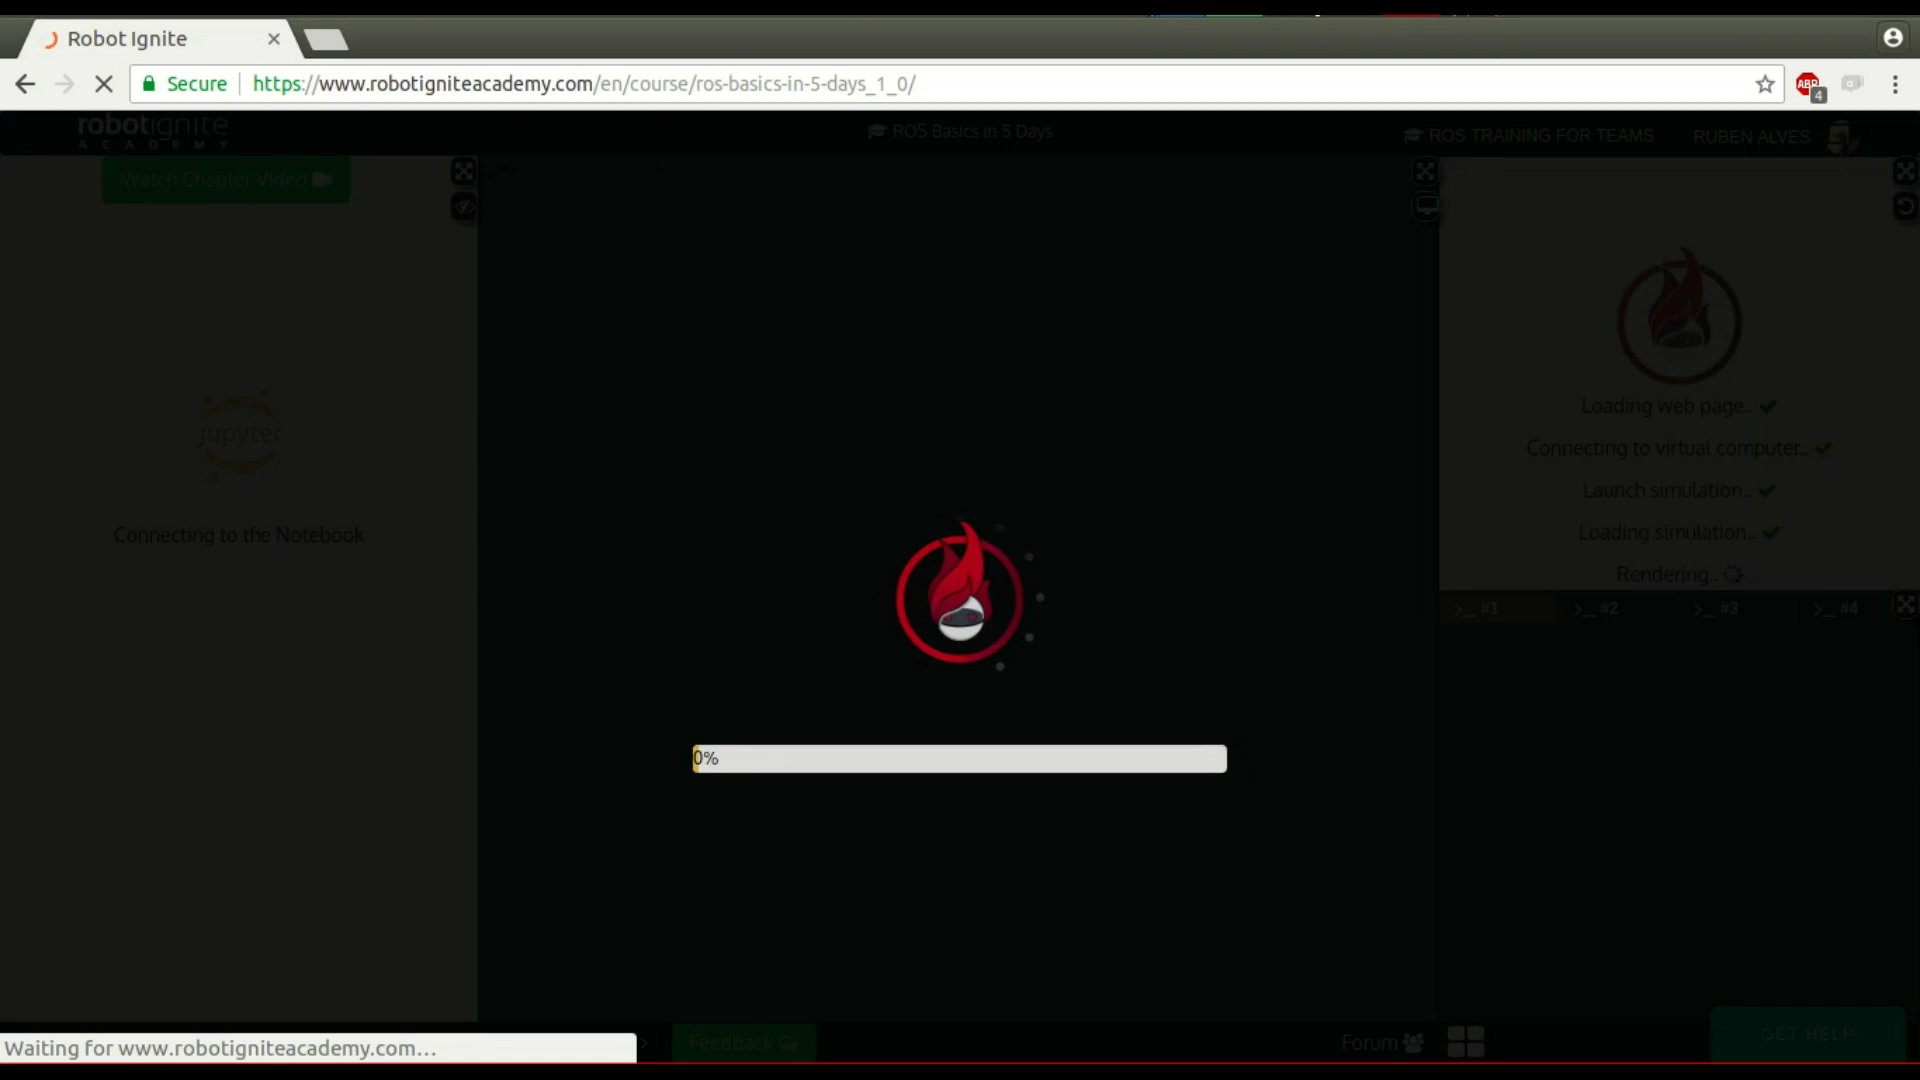 Robot Ignite
Secure | https://www.robotigniteacademy.com/en/course/ros-basics-in-5-days_1_0/
ABP 4
robotignite
ACADEMY
ROS Basics in 5 Days
ROS TRAINING FOR TEAMS
RUBEN ALVES
Watch Chapter Video
jupyter
Connecting to the Notebook
0%
Loading web page..
Connecting to virtual computer..
Launch simulation..
Loading simulation..
Rendering..
>_ #1
>_ #2
>_ #3
>_ #4
Waiting for www.robotigniteacademy.com...
Feedback
Forum
GET HELP